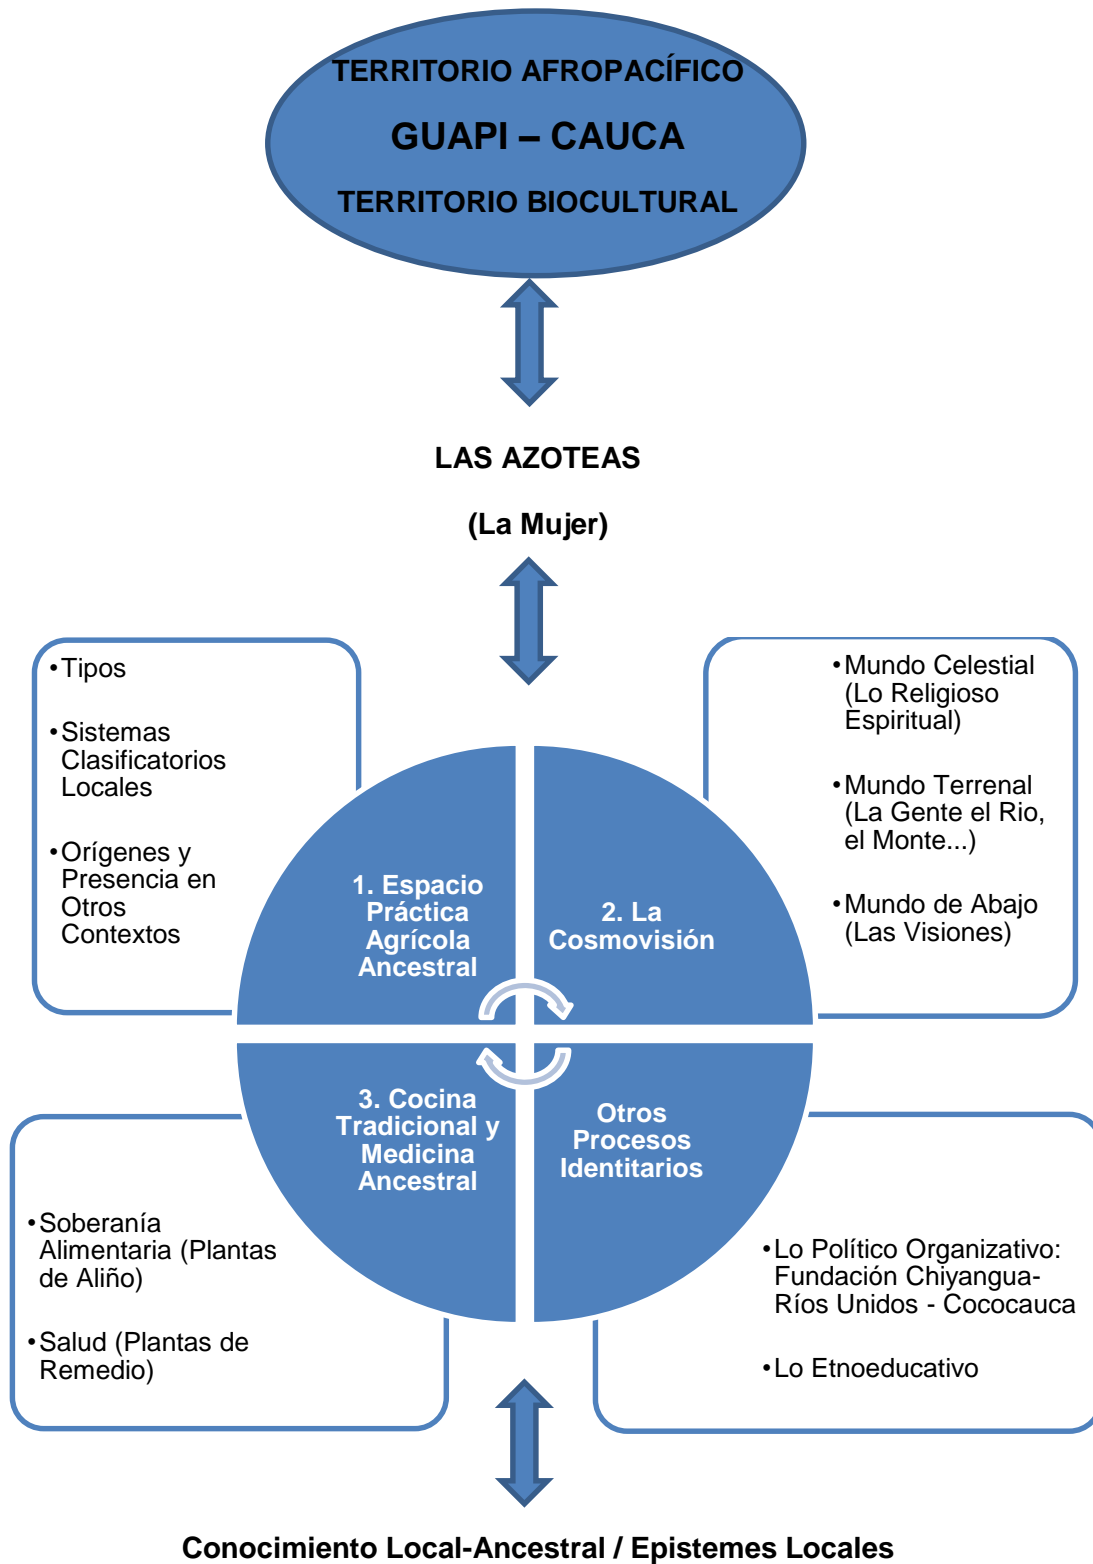 TERRITORIO AFROPACÍFICO
GUAPI – CAUCA
TERRITORIO BIOCULTURAL
LAS AZOTEAS
(La Mujer)
•Tipos
•Sistemas
Clasificatorios
Locales
•Orígenes y
Presencia en
Otros
Contextos
•Mundo Celestial
(Lo Religioso
Espiritual)
•Mundo Terrenal
(La Gente el Rio,
el Monte...)
•Mundo de Abajo
(Las Visiones)
1. Espacio
Práctica
Agrícola
Ancestral
2. La
Cosmovisión
3. Cocina
Tradicional y
Medicina
Ancestral
Otros
Procesos
Identitarios
•Soberanía
Alimentaria (Plantas
de Aliño)
•Salud (Plantas de
Remedio)
•Lo Político Organizativo:
Fundación Chiyangua-
Ríos Unidos - Cococauca
•Lo Etnoeducativo
Conocimiento Local-Ancestral / Epistemes Locales